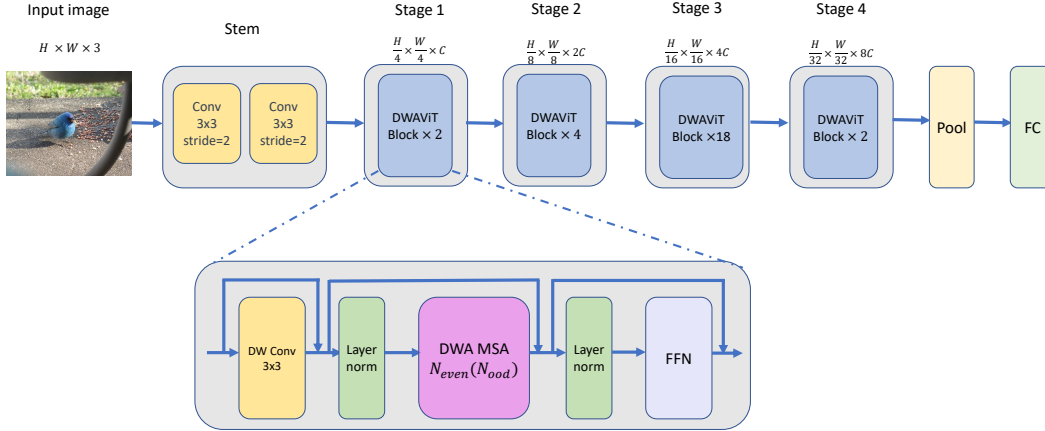 Input image
H × W × 3
Stem
Conv
3x3
stride=2
Conv
3x3
stride=2
Stage 1
H/4 × W/4 × C
DWAViT
Block × 2
Stage 2
H/8 × W/8 × 2C
DWAViT
Block × 4
Stage 3
H/16 × W/16 × 4C
DWAViT
Block ×18
Stage 4
H/32 × W/32 × 8C
DWAViT
Block × 2
Pool
FC
DW Conv
3x3
Layer
norm
DWA MSA
N_even(N_ood)
Layer
norm
FFN